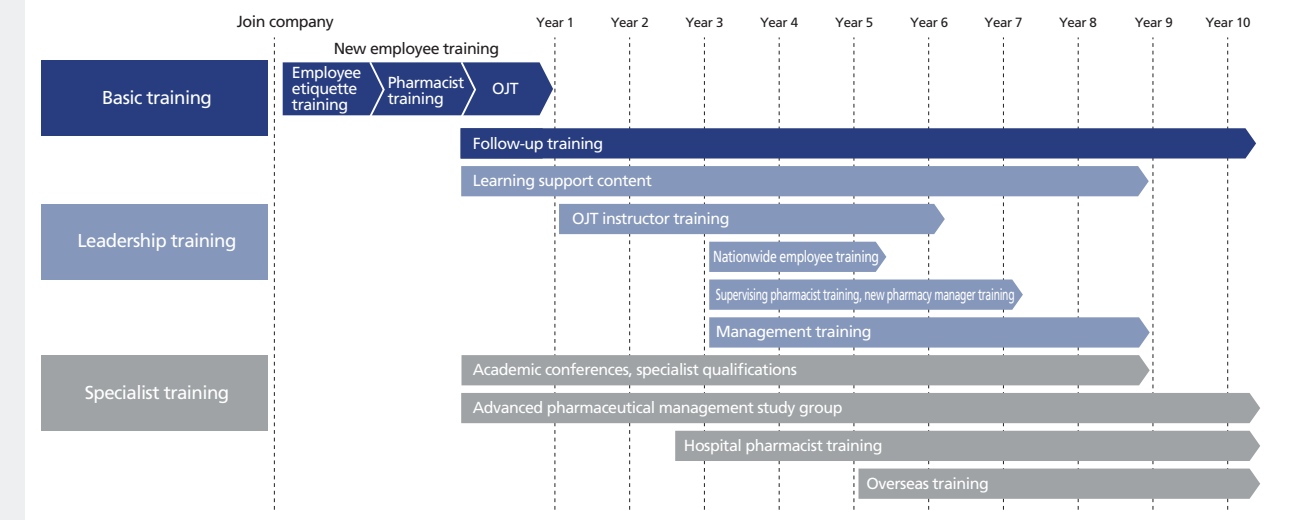 Join company
Year 1
Year 2
Year 3
Year 4
Year 5
Year 6
Year 7
Year 8
Year 9
Year 10
New employee training
Basic training
Employee
etiquette
training
Pharmacist
training
OJT
Follow-up training
Learning support content
Leadership training
OJT instructor training
Nationwide employee training
Supervising pharmacist training, new pharmacy manager training
Management training
Specialist training
Academic conferences, specialist qualifications
Advanced pharmaceutical management study group
Hospital pharmacist training
Overseas training